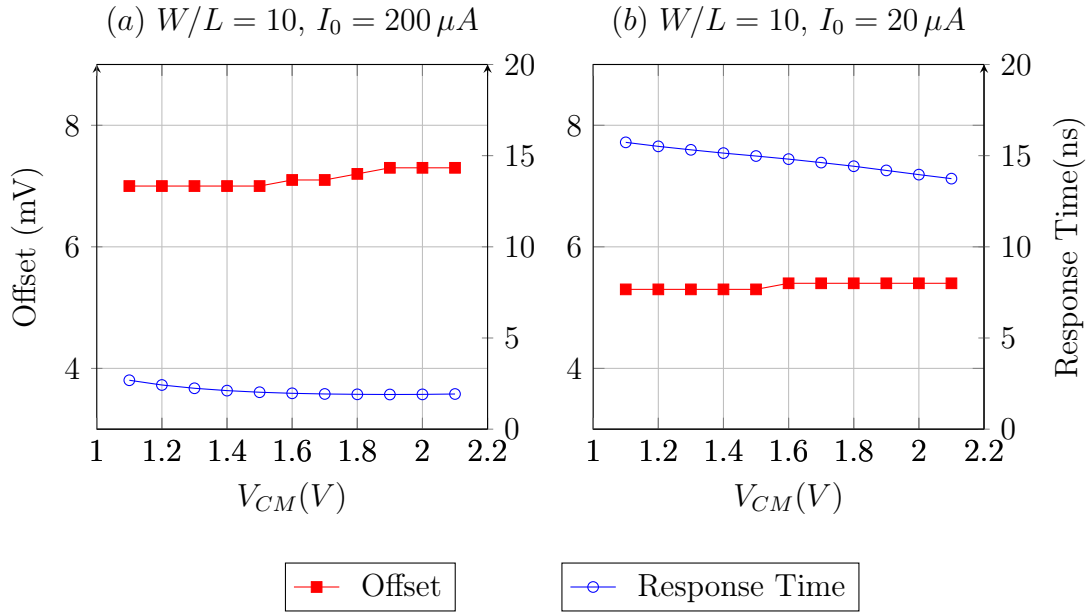 (a) W/L = 10, I₀ = 200 μA
(b) W/L = 10, I₀ = 20 μA
Offset (mV)
8
6
4
20
15
10
5
0
1 1.2 1.4 1.6 1.8 2 2.2
V_CM(V)
8
6
4
20
15
10
5
0
Response Time(ns)
1 1.2 1.4 1.6 1.8 2 2.2
V_CM(V)
Offset
Response Time